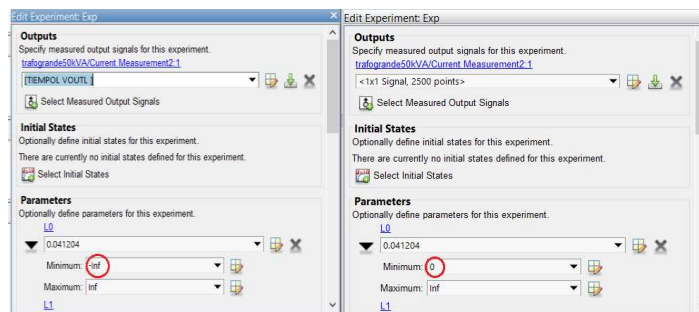 Edit Experiment: Exp
Outputs
Specify measured output signals for this experiment.
trafogrande50kVA/Current Measurement2:1
[TIEMPOL VOUTL ]
Select Measured Output Signals
Initial States
Optionally define initial states for this experiment.
There are currently no initial states defined for this experiment.
Select Initial States
Parameters
Optionally define parameters for this experiment.
L0
0.041204
Minimum: -Inf
Maximum: Inf
L1
Edit Experiment: Exp
Outputs
Specify measured output signals for this experiment.
trafogrande50kVA/Current Measurement2:1
<1x1 Signal, 2500 points>
Select Measured Output Signals
Initial States
Optionally define initial states for this experiment.
There are currently no initial states defined for this experiment.
Select Initial States
Parameters
Optionally define parameters for this experiment.
L0
0.041204
Minimum: 0
Maximum: Inf
L1